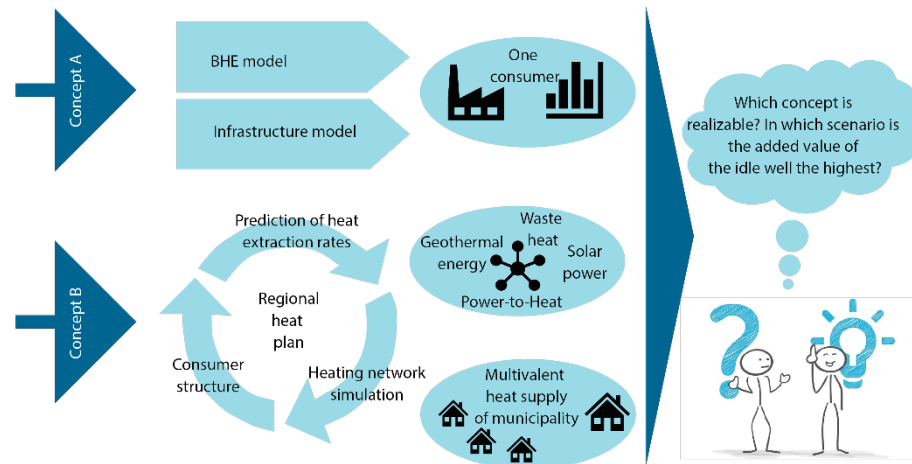 Concept A
BHE model
Infrastructure model
One
consumer
Which concept is
realizable? In which scenario is
the added value of
the idle well the highest?
Concept B
Prediction of heat
extraction rates
Regional
heat
plan
Consumer
structure
Heating network
simulation
Waste
heat
Geothermal
energy
Solar
power
Power-to-Heat
Multivalent
heat supply
of municipality